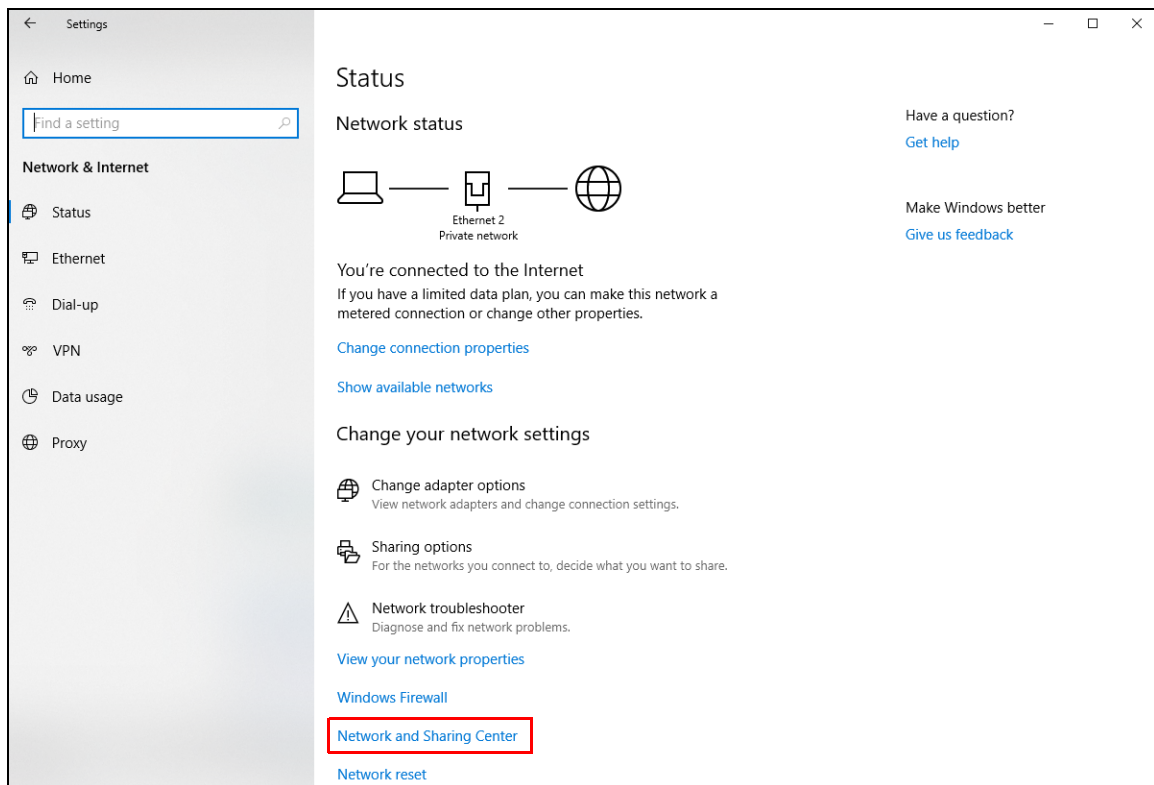 Settings
Home
Find a setting
Network & Internet
Status
Ethernet
Dial-up
VPN
Data usage
Proxy
Status
Network status
Ethernet 2
Private network
You're connected to the Internet
If you have a limited data plan, you can make this network a
metered connection or change other properties.
Change connection properties
Show available networks
Change your network settings
Change adapter options
View network adapters and change connection settings.
Sharing options
For the networks you connect to, decide what you want to share.
Network troubleshooter
Diagnose and fix network problems.
View your network properties
Windows Firewall
Network and Sharing Center
Network reset
Have a question?
Get help
Make Windows better
Give us feedback